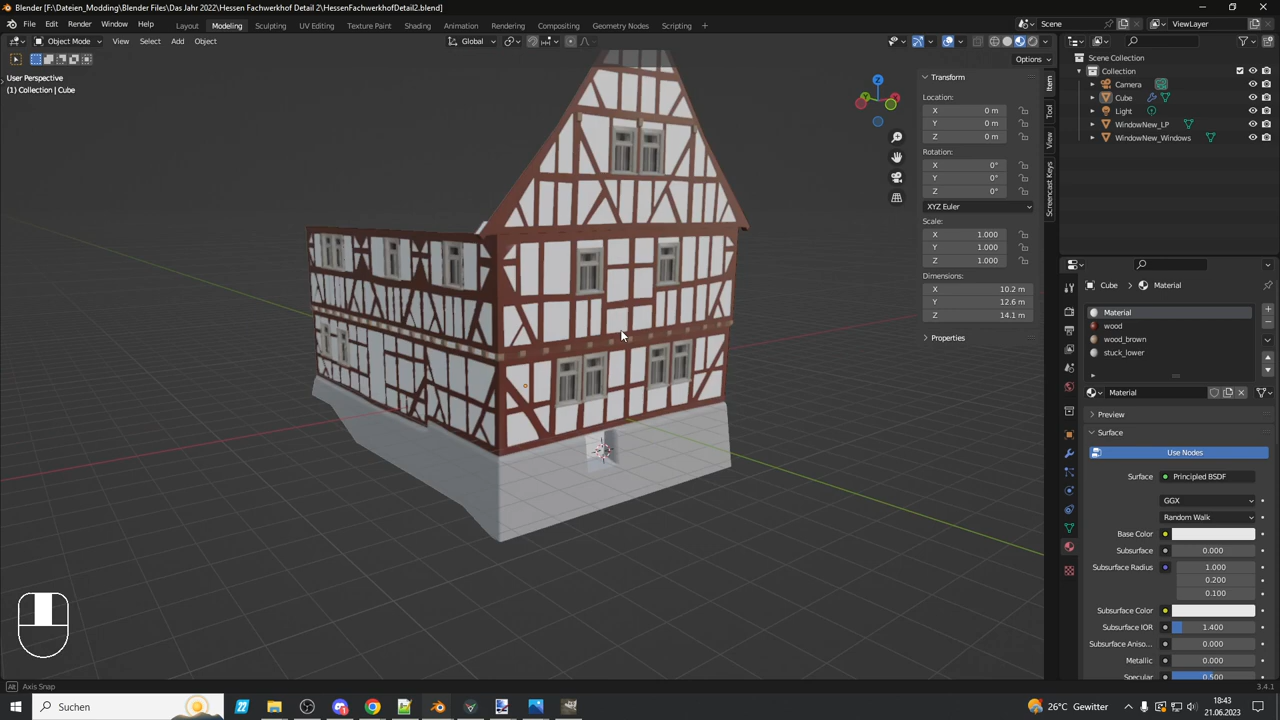 Blender [F:\Dateien_Modding\Blender Files\Das Jahr 2022\Hessen Fachwerkhof Detail 2\HessenFachwerkhofDetail2.blend]
File Edit Render Window Help Layout Modeling Sculpting UV Editing Texture Paint Shading Animation Rendering Compositing Geometry Nodes Scripting + Scene ViewLayer
Object Mode View Select Add Object Global
Options
User Perspective
(1) Collection | Cube
Transform
Location:
X 0 m
Y 0 m
Z 0 m
Rotation:
X 0°
Y 0°
Z 0°
XYZ Euler
Scale:
X 1.000
Y 1.000
Z 1.000
Dimensions:
X 10.2 m
Y 12.6 m
Z 14.1 m
Properties
Item
Tool
View
Screencast Keys
Scene Collection
Collection
Camera
Cube
Light
WindowNew_LP
WindowNew_Windows
Cube Material
Material
wood
wood_brown
stuck_lower
Material
Preview
Surface
Use Nodes
Surface Principled BSDF
GGX
Random Walk
Base Color
Subsurface 0.000
Subsurface Radius 1.000
0.200
0.100
Subsurface Color
Subsurface IOR 1.400
Subsurface Aniso... 0.000
Metallic 0.000
Specular 0.500
Alt Axis Snap 3.4.1
Suchen
26°C Gewitter
18:43
21.06.2023